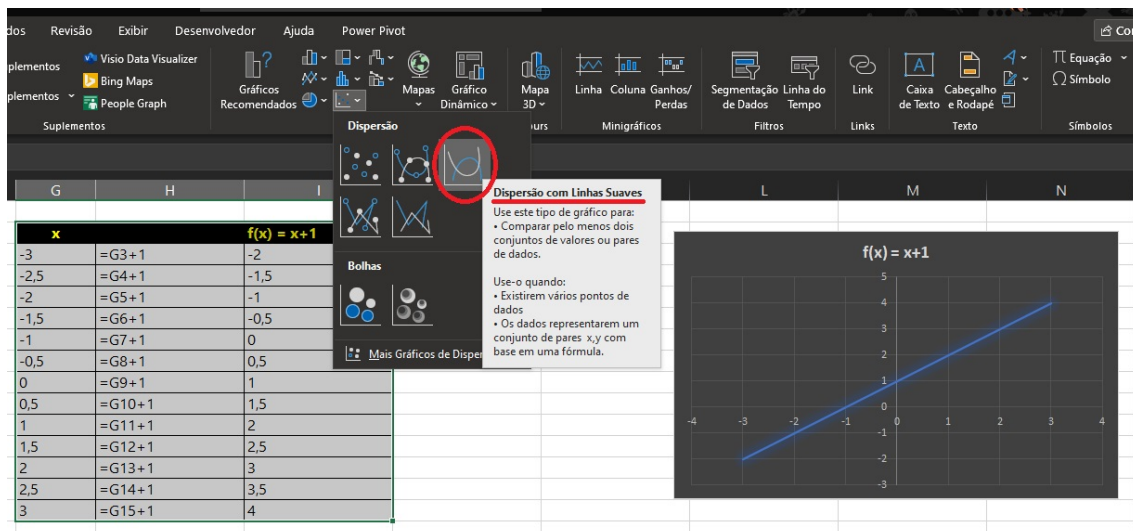 dos Revisão Exibir Desenvolvedor Ajuda Power Pivot
Co
plementos
Visio Data Visualizer
Bing Maps
plementos
People Graph
Suplementos
Gráficos
Recomendados
Mapas
Gráfico
Dinâmico
Mapa
3D
ours
Linha Coluna Ganhos/
Perdas
Minigráficos
Segmentação
de Dados
Linha do
Tempo
Filtros
Link
Links
Caixa
de Texto
Cabeçalho
e Rodapé
Texto
Equação
Símbolo
Símbolos
Dispersão
Bolhas
Mais Gráficos de Disper
Dispersão com Linhas Suaves
Use este tipo de gráfico para:
• Comparar pelo menos dois
conjuntos de valores ou pares
de dados.
Use-o quando:
• Existirem vários pontos de
dados
• Os dados representarem um
conjunto de pares x,y com
base em uma fórmula.
G H I L M N
x f(x) = x+1
-3 =G3+1 -2
-2,5 =G4+1 -1,5
-2 =G5+1 -1
-1,5 =G6+1 -0,5
-1 =G7+1 0
-0,5 =G8+1 0,5
0 =G9+1 1
0,5 =G10+1 1,5
1 =G11+1 2
1,5 =G12+1 2,5
2 =G13+1 3
2,5 =G14+1 3,5
3 =G15+1 4
f(x) = x+1
5
4
3
2
1
0
-4 -3 -2 -1 0 1 2 3 4
-1
-2
-3